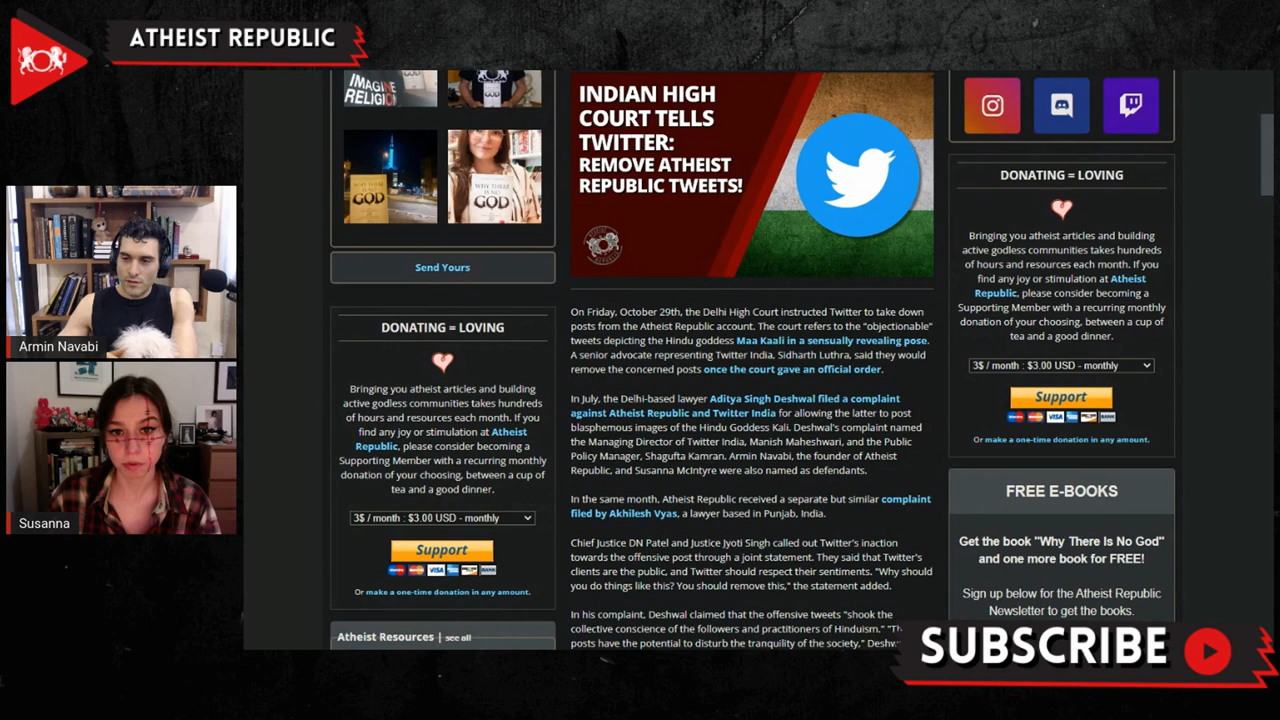 ATHEIST REPUBLIC
Armin Navabi
Susanna
IMAGINE
RELIGION
GOD
WHY THERE
IS NO
GOD
Send Yours
DONATING = LOVING
Bringing you atheist articles and building
active godless communities takes hundreds
of hours and resources each month. If you
find any joy or stimulation at Atheist
Republic, please consider becoming a
Supporting Member with a recurring monthly
donation of your choosing, between a cup of
tea and a good dinner.
3$ / month : $3.00 USD - monthly
Support
VISA
BANK
Or make a one-time donation in any amount.
Atheist Resources | see all
INDIAN HIGH
COURT TELLS
TWITTER:
REMOVE ATHEIST
REPUBLIC TWEETS!
On Friday, October 29th, the Delhi High Court instructed Twitter to take down
posts from the Atheist Republic account. The court refers to the "objectionable"
tweets depicting the Hindu goddess Maa Kaali in a sensually revealing pose.
A senior advocate representing Twitter India, Sidharth Luthra, said they would
remove the concerned posts once the court gave an official order.
In July, the Delhi-based lawyer Aditya Singh Deshwal filed a complaint
against Atheist Republic and Twitter India for allowing the latter to post
blasphemous images of the Hindu Goddess Kali. Deshwal's complaint named
the Managing Director of Twitter India, Manish Maheshwari, and the Public
Policy Manager, Shagufta Kamran. Armin Navabi, the founder of Atheist
Republic, and Susanna McIntyre were also named as defendants.
In the same month, Atheist Republic received a separate but similar complaint
filed by Akhilesh Vyas, a lawyer based in Punjab, India.
Chief Justice DN Patel and Justice Jyoti Singh called out Twitter's inaction
towards the offensive post through a joint statement. They said that Twitter's
clients are the public, and Twitter should respect their sentiments. "Why should
you do things like this? You should remove this," the statement added.
In his complaint, Deshwal claimed that the offensive tweets "shook the
collective conscience of the followers and practitioners of Hinduism."
posts have the potential to disturb the tranquility of the society,"
DONATING = LOVING
Bringing you atheist articles and building
active godless communities takes hundreds
of hours and resources each month. If you
find any joy or stimulation at Atheist
Republic, please consider becoming a
Supporting Member with a recurring monthly
donation of your choosing, between a cup of
tea and a good dinner.
3$ / month : $3.00 USD - monthly
Support
VISA
BANK
Or make a one-time donation in any amount.
FREE E-BOOKS
Get the book "Why There Is No God"
and one more book for FREE!
Sign up below for the Atheist Republic
Newsletter to get the books.
SUBSCRIBE